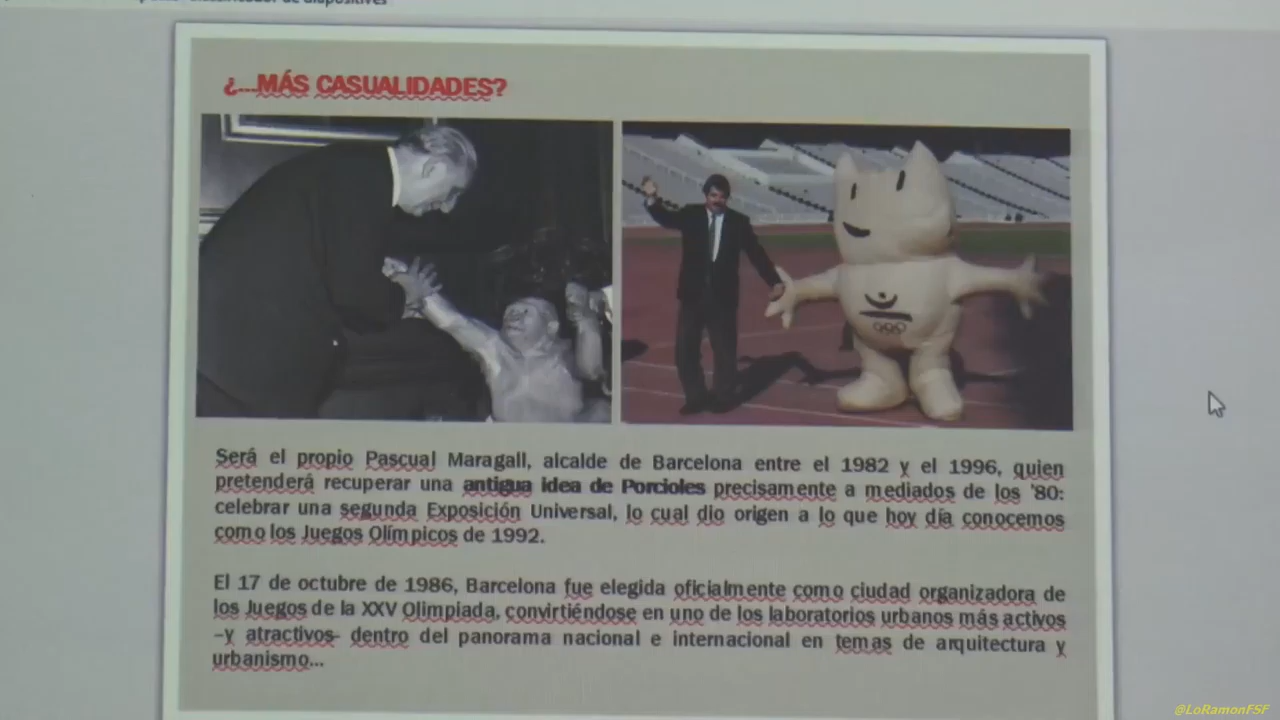 Classificador de diapositives
¿...MÁS CASUALIDADES?
Será el propio Pascual Maragall, alcalde de Barcelona entre el 1982 y el 1996, quien
pretenderá recuperar una antigua idea de Porcioles precisamente a mediados de los '80:
celebrar una segunda Exposición Universal, lo cual dio origen a lo que hoy día conocemos
como los Juegos Olímpicos de 1992.
El 17 de octubre de 1986, Barcelona fue elegida oficialmente como ciudad organizadora de
los Juegos de la XXV Olimpiada, convirtiéndose en uno de los laboratorios urbanos más activos
–y atractivos– dentro del panorama nacional e internacional en temas de arquitectura y
urbanismo...
@LoRamonFSF